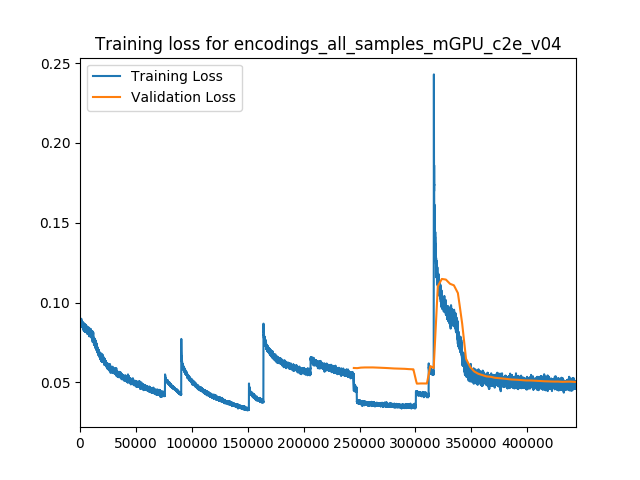 Training loss for encodings_all_samples_mGPU_c2e_v04
0.25
Training Loss
Validation Loss
0.20
0.15
0.10
0.05
0 50000 100000 150000 200000 250000 300000 350000 400000